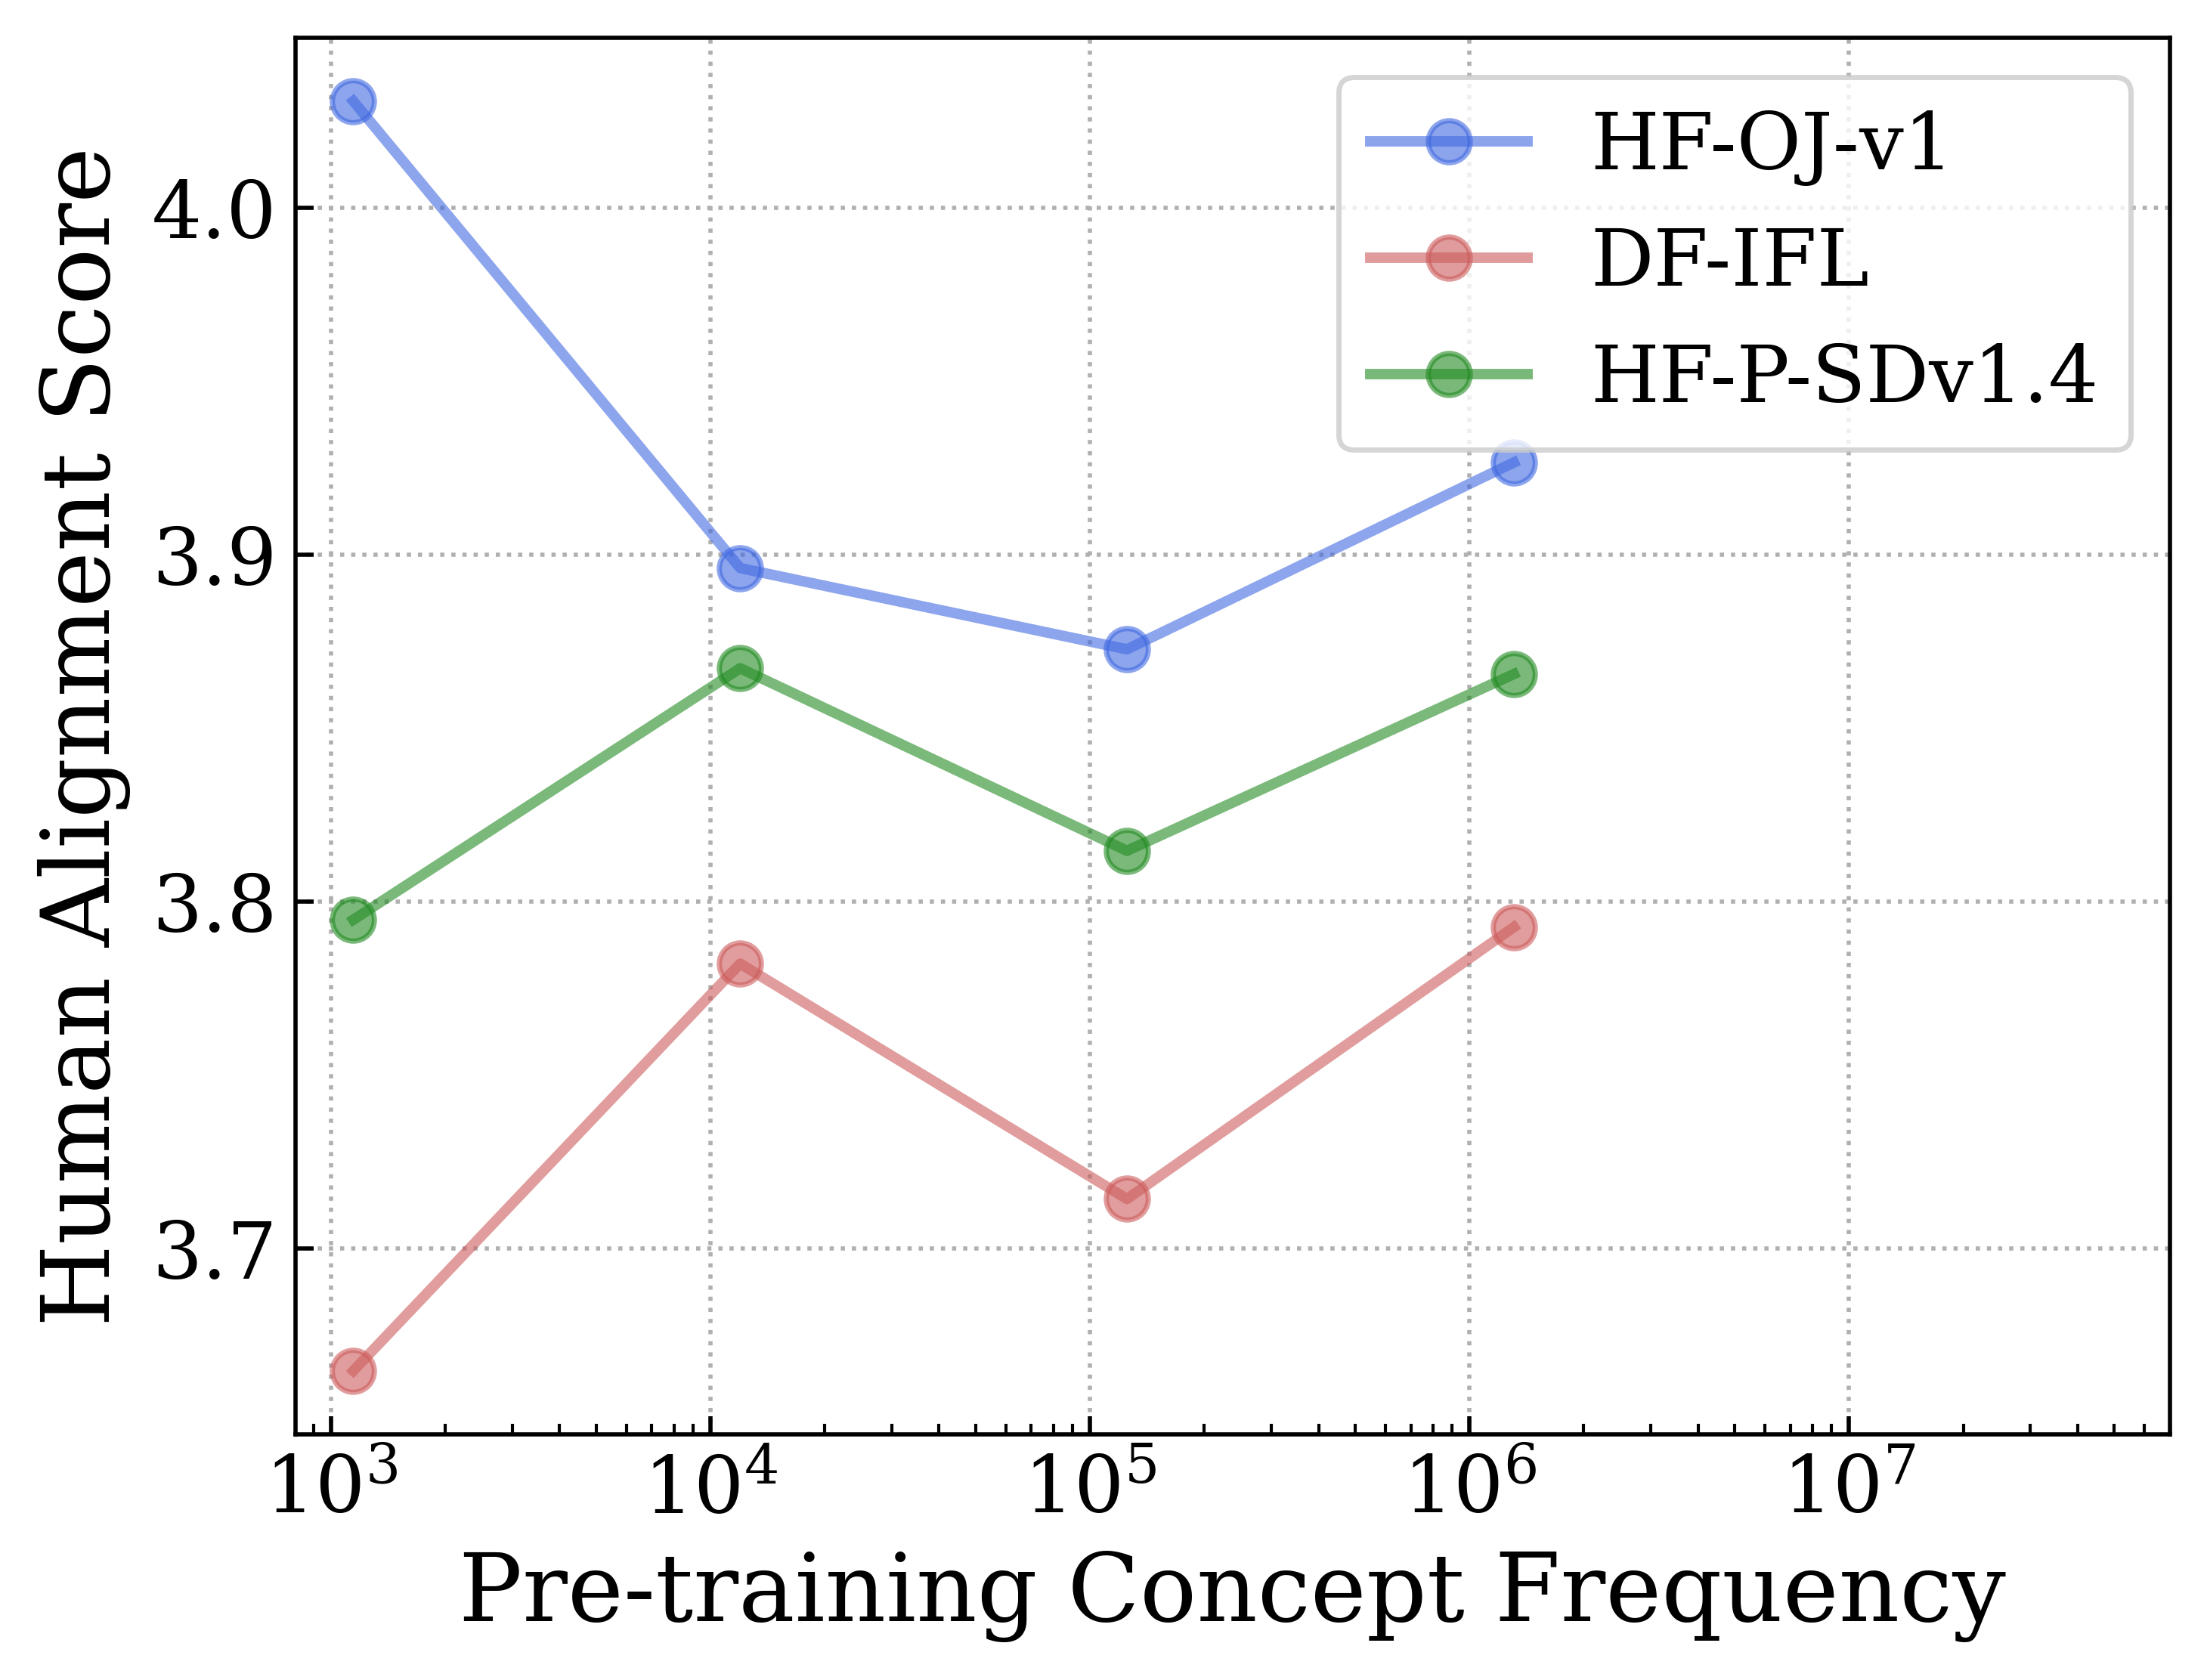 Human Alignment Score
4.0
3.9
3.8
3.7
HF-OJ-v1
DF-IFL
HF-P-SDv1.4
10³ 10⁴ 10⁵ 10⁶ 10⁷
Pre-training Concept Frequency